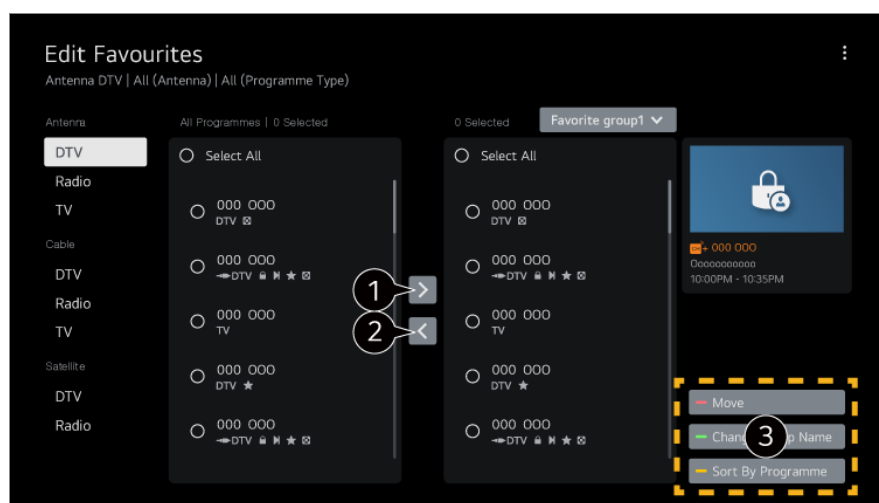 Edit Favourites
Antenna DTV | All (Antenna) | All (Programme Type)
Antenna
DTV
Radio
TV
Cable
DTV
Radio
TV
Satellite
DTV
Radio
All Programmes | 0 Selected
Select All
000 000
DTV
000 000
DTV
000 000
TV
000 000
DTV
000 000
DTV
1
2
0 Selected
Favorite group1
Select All
000 000
DTV
000 000
DTV
000 000
TV
000 000
DTV
000 000
DTV
CH+ 000 000
Ooooooooooo
10:00PM - 10:35PM
Move
3
Name
Sort By Programme